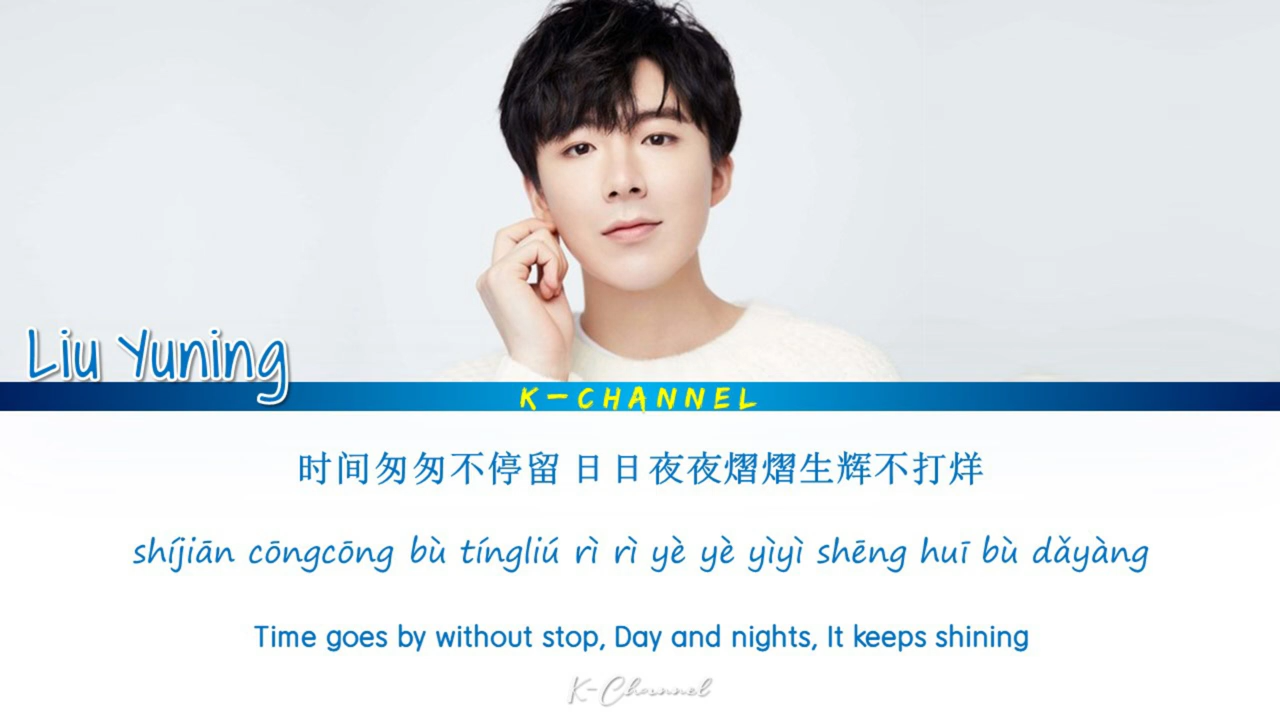 Liu Yuning
K-CHANNEL
时间匆匆不停留 日日夜夜熠熠生辉不打烊
shíjiān cōngcōng bù tíngliú rì rì yè yè yìyì shēng huī bù dǎyàng
Time goes by without stop, Day and nights, It keeps shining
K-Channel